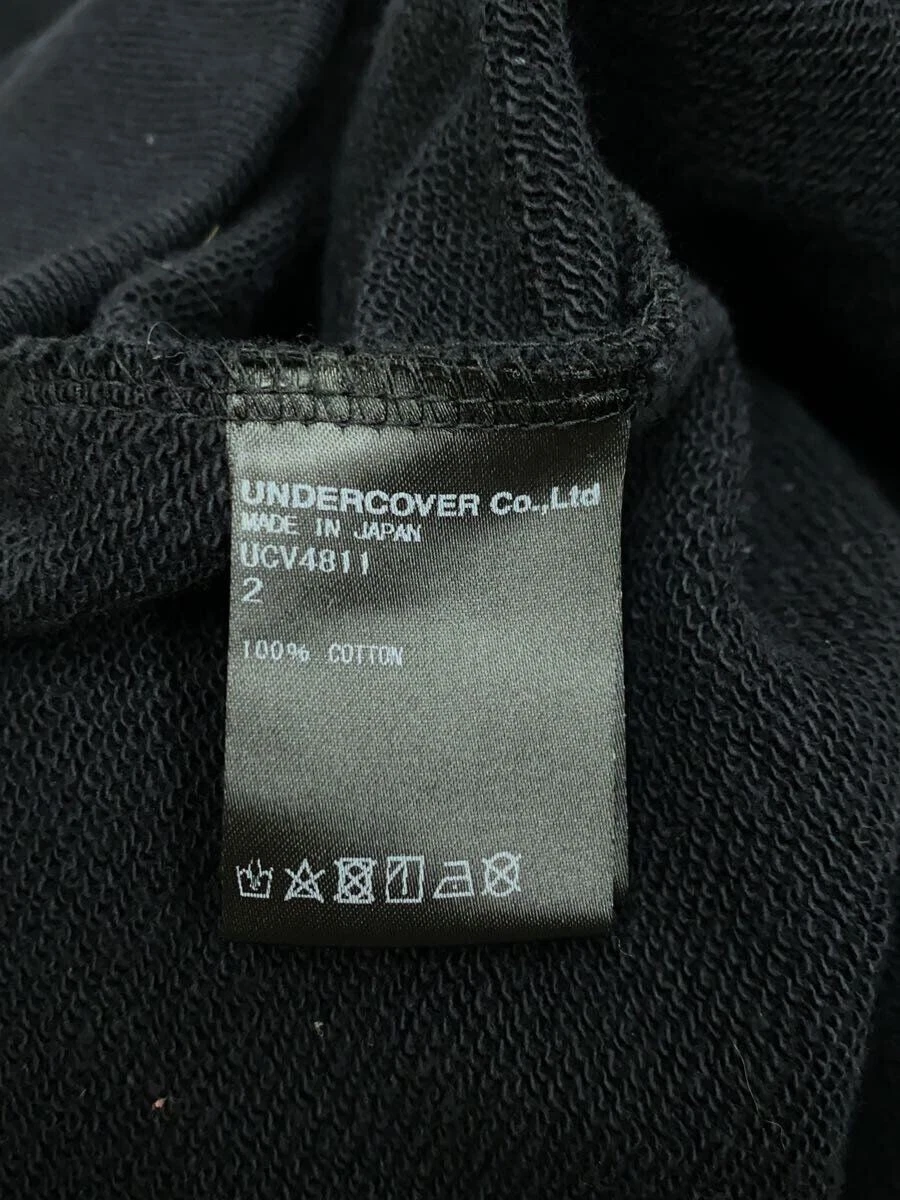 UNDERCOVER Co.,Ltd
MADE IN JAPAN
UCV4811
2
100% COTTON